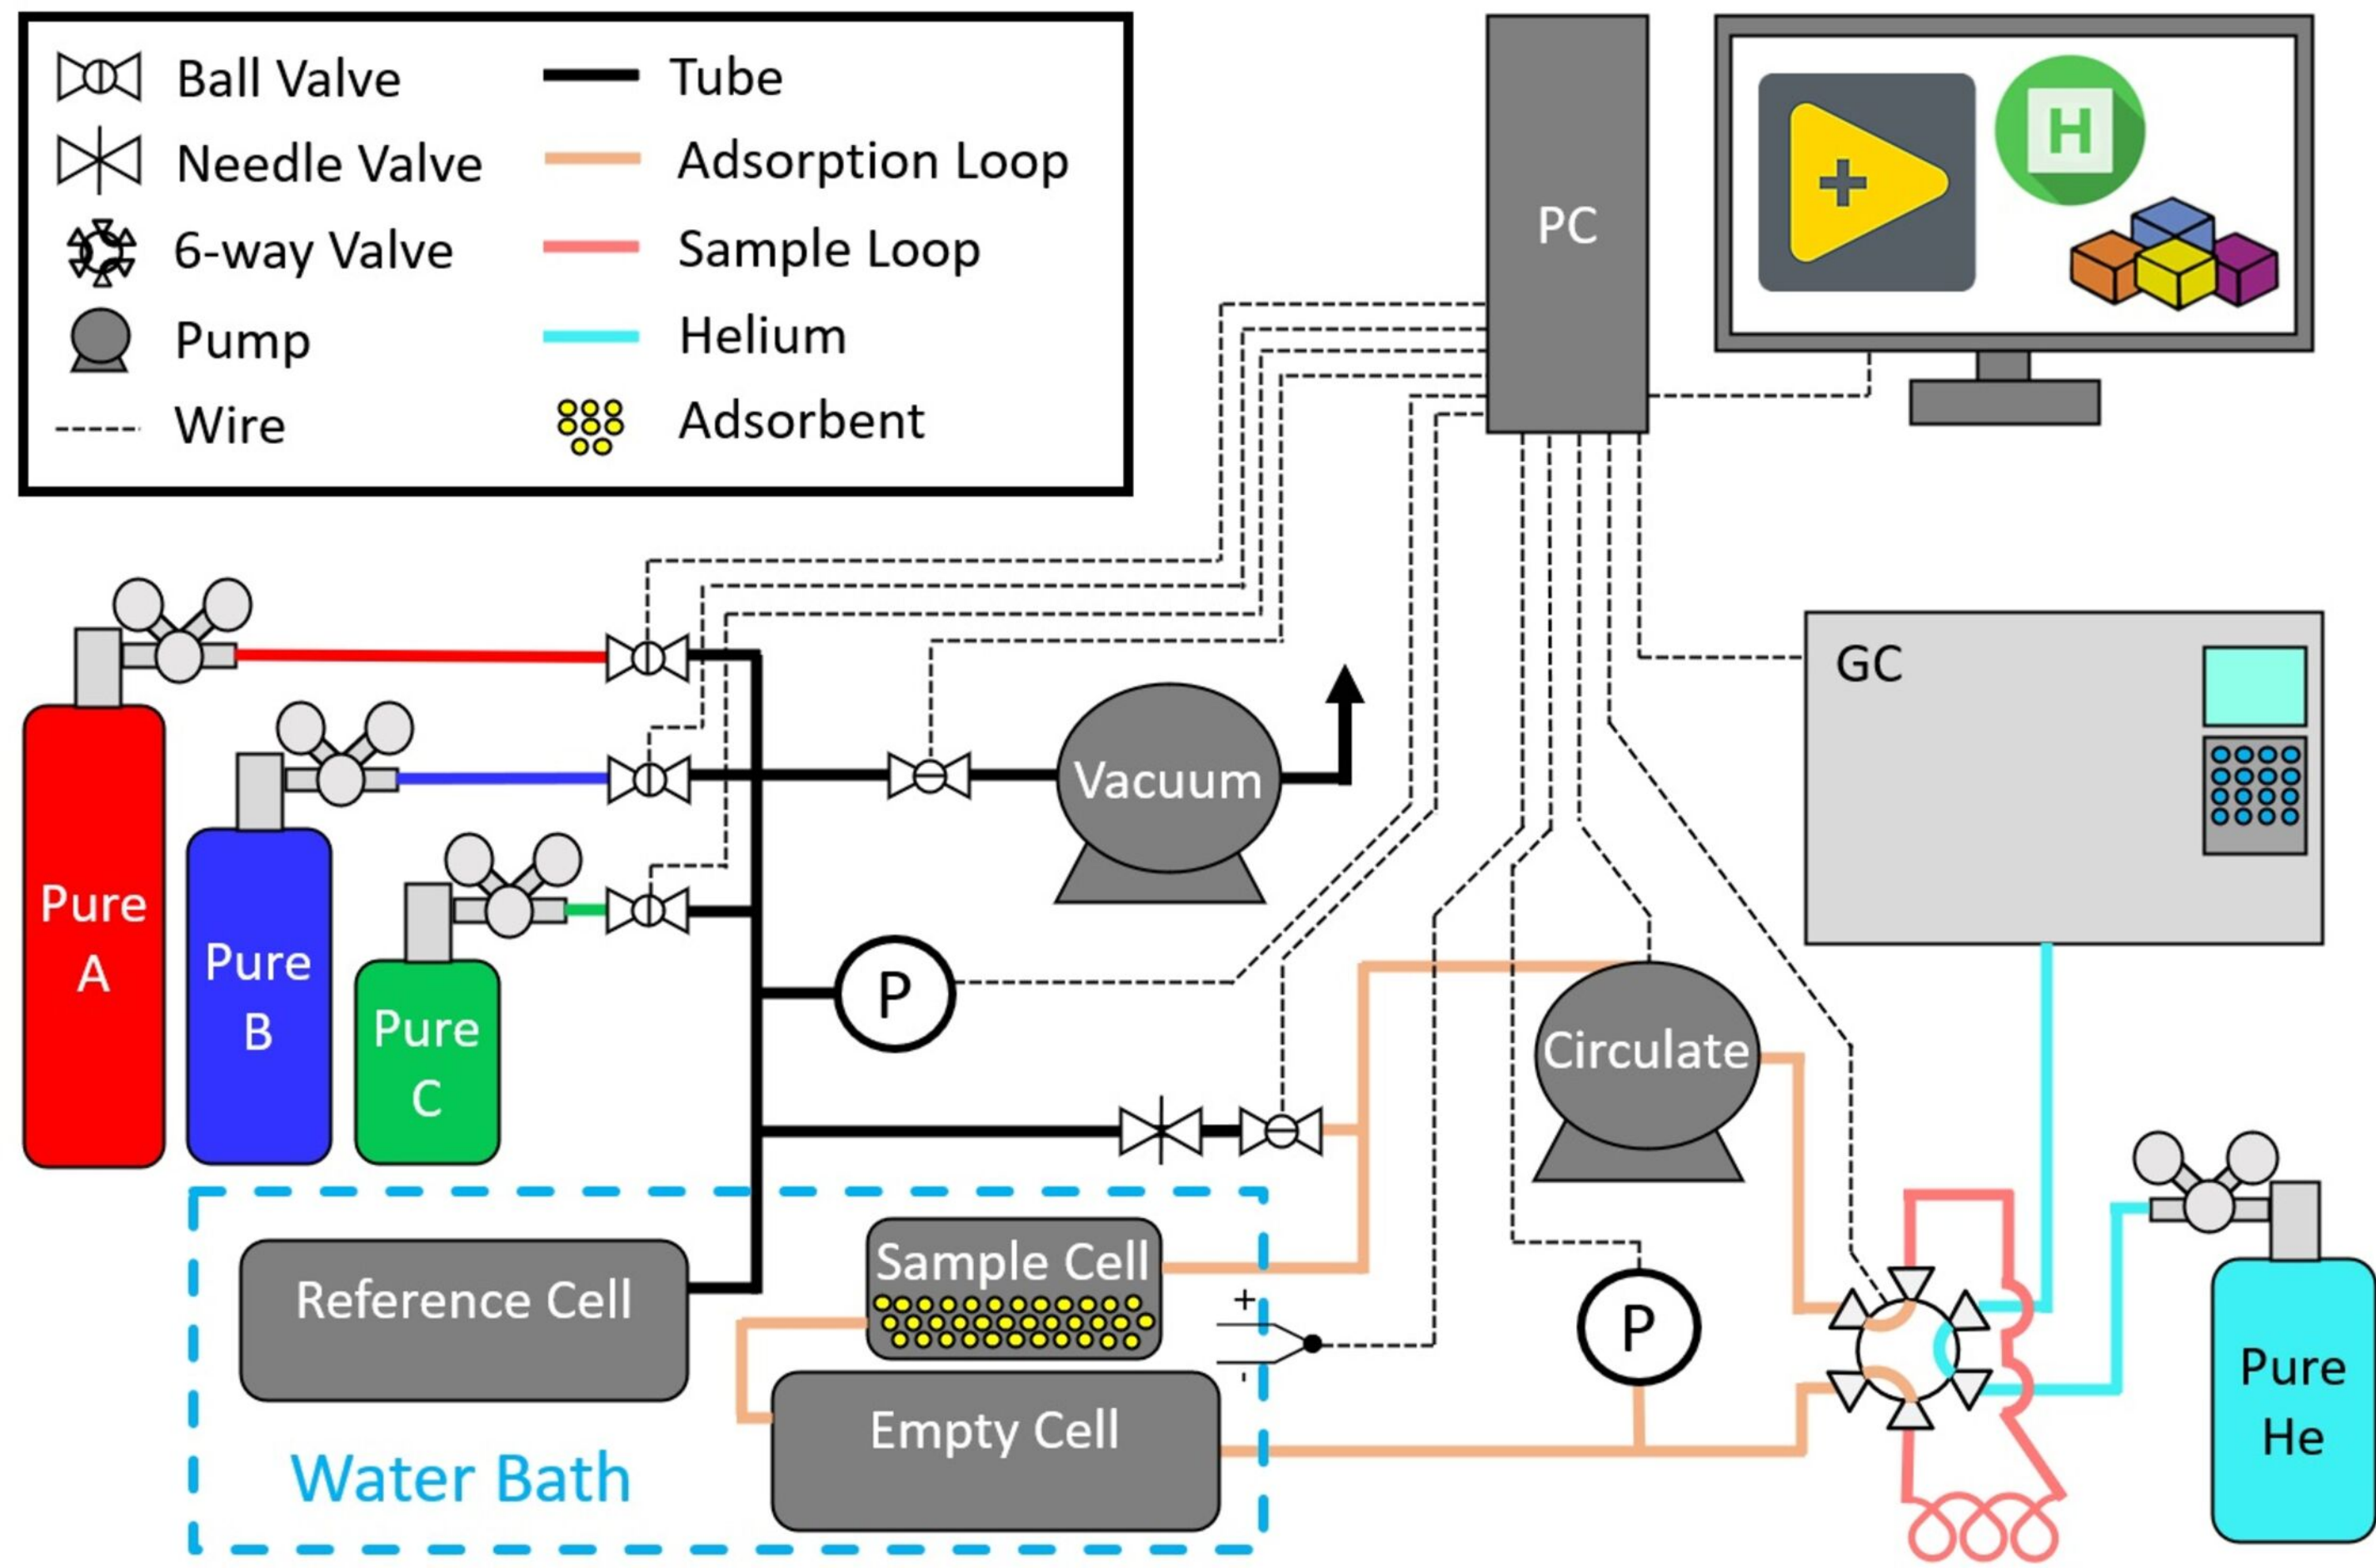 Ball Valve
Tube
Needle Valve
Adsorption Loop
6-way Valve
Sample Loop
Pump
Helium
Wire
Adsorbent
PC
H
GC
Pure
A
Pure
B
Pure
C
Vacuum
P
Circulate
Reference Cell
Sample Cell
+
-
Empty Cell
Water Bath
P
Pure
He